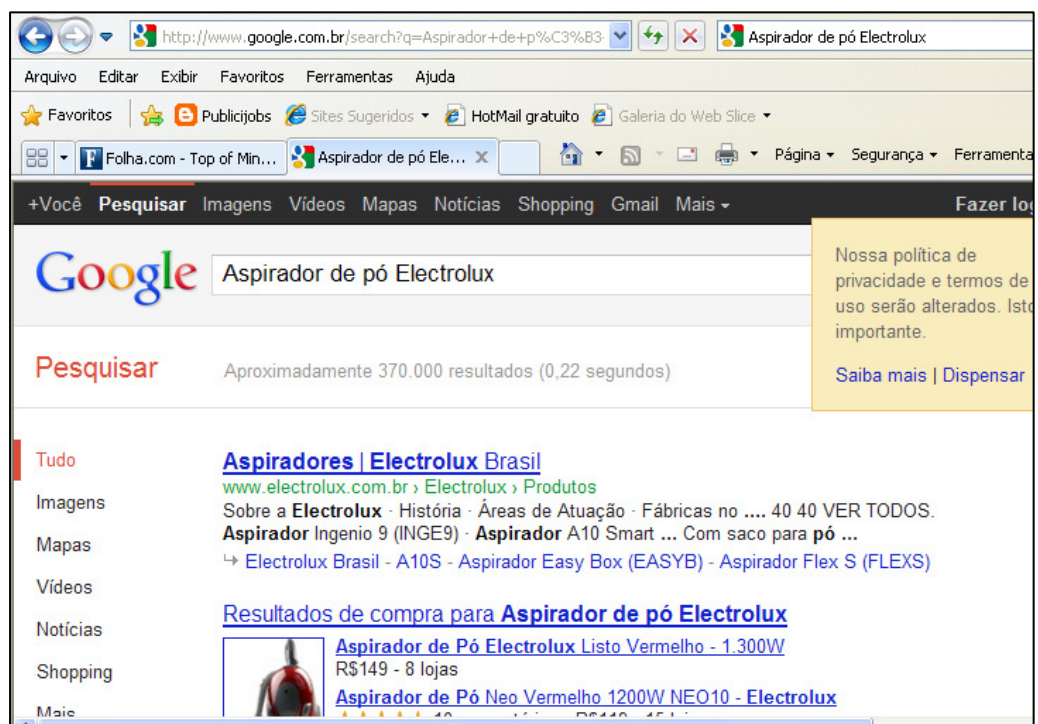 http://www.google.com.br/search?q=Aspirador+de+p%C3%B3- Aspirador de pó Electrolux
Arquivo Editar Exibir Favoritos Ferramentas Ajuda
Favoritos Publicijobs Sites Sugeridos HotMail gratuito Galeria do Web Slice
Folha.com - Top of Min... Aspirador de pó Ele... Página Segurança Ferramenta
+Você Pesquisar Imagens Vídeos Mapas Notícias Shopping Gmail Mais Fazer log
Nossa política de
privacidade e termos de
uso serão alterados. Isto
importante.
Saiba mais | Dispensar
Google Aspirador de pó Electrolux
Pesquisar Aproximadamente 370.000 resultados (0,22 segundos)
Tudo
Imagens
Mapas
Vídeos
Notícias
Shopping
Mais
Aspiradores | Electrolux Brasil
www.electrolux.com.br › Electrolux › Produtos
Sobre a Electrolux · História · Áreas de Atuação · Fábricas no .... 40 40 VER TODOS.
Aspirador Ingenio 9 (INGE9) · Aspirador A10 Smart ... Com saco para pó ...
Electrolux Brasil - A10S - Aspirador Easy Box (EASYB) - Aspirador Flex S (FLEXS)
Resultados de compra para Aspirador de pó Electrolux
Aspirador de Pó Electrolux Listo Vermelho - 1.300W
R$149 - 8 lojas
Aspirador de Pó Neo Vermelho 1200W NEO10 - Electrolux